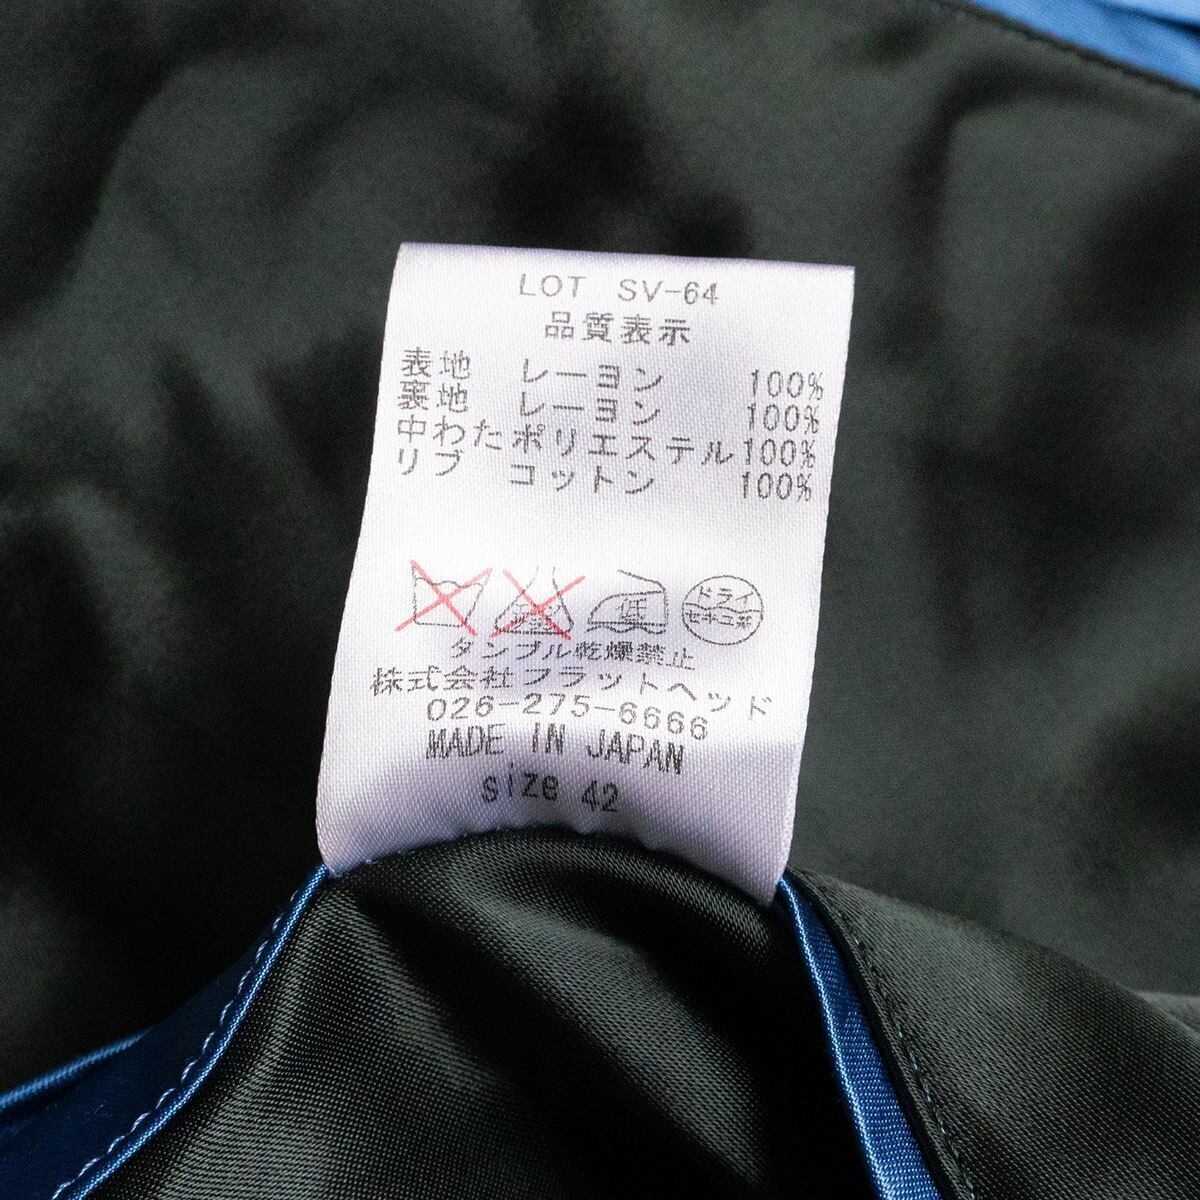 LOT SV-64
品質表示
表地 レーヨン 100%
裏地 レーヨン 100%
中わた ポリエステル 100%
リブ コットン 100%
低 ドライ セキユ系
タンブル乾燥禁止
株式会社フラットヘッド
026-275-6666
MADE IN JAPAN
size 42